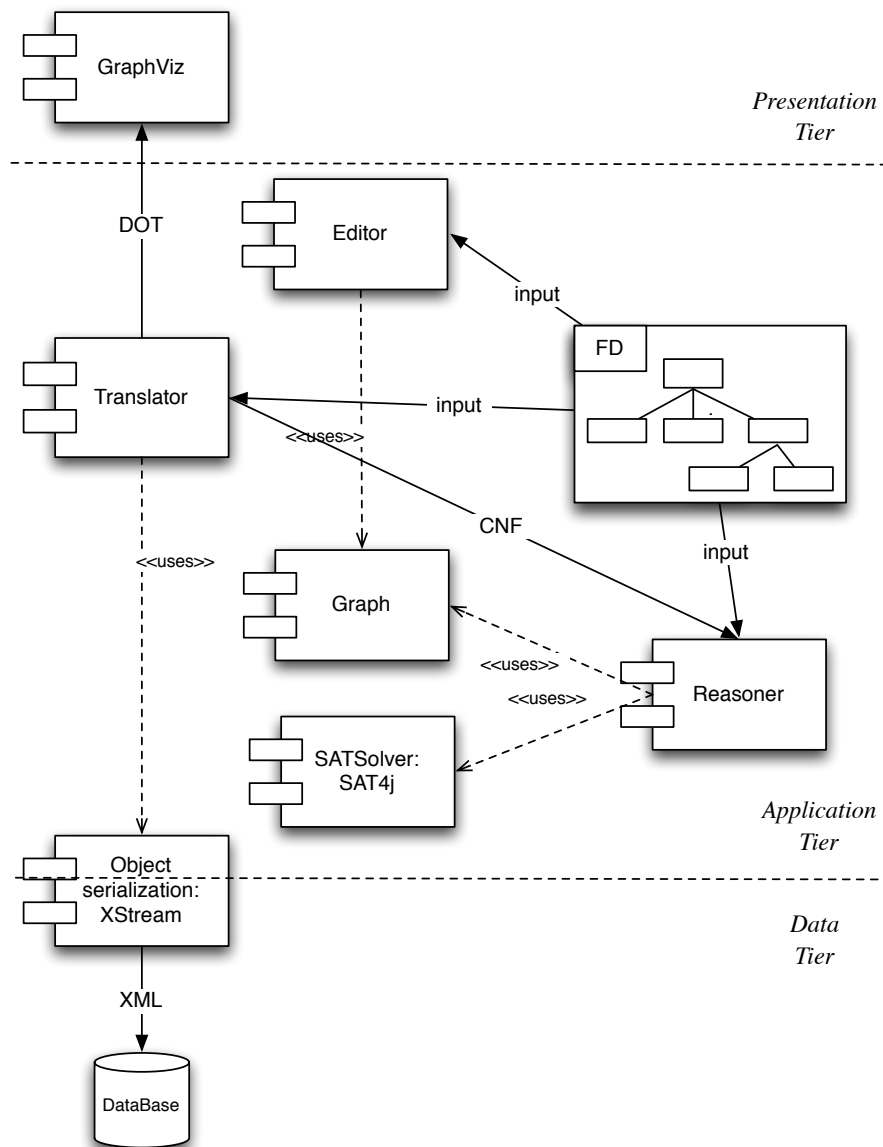 GraphViz
Presentation
Tier
DOT
Editor
input
FD
Translator
input
<<uses>>
CNF
input
<<uses>>
Graph
<<uses>>
Reasoner
<<uses>>
SATSolver:
SAT4j
Application
Tier
Object
serialization:
XStream
Data
Tier
XML
DataBase